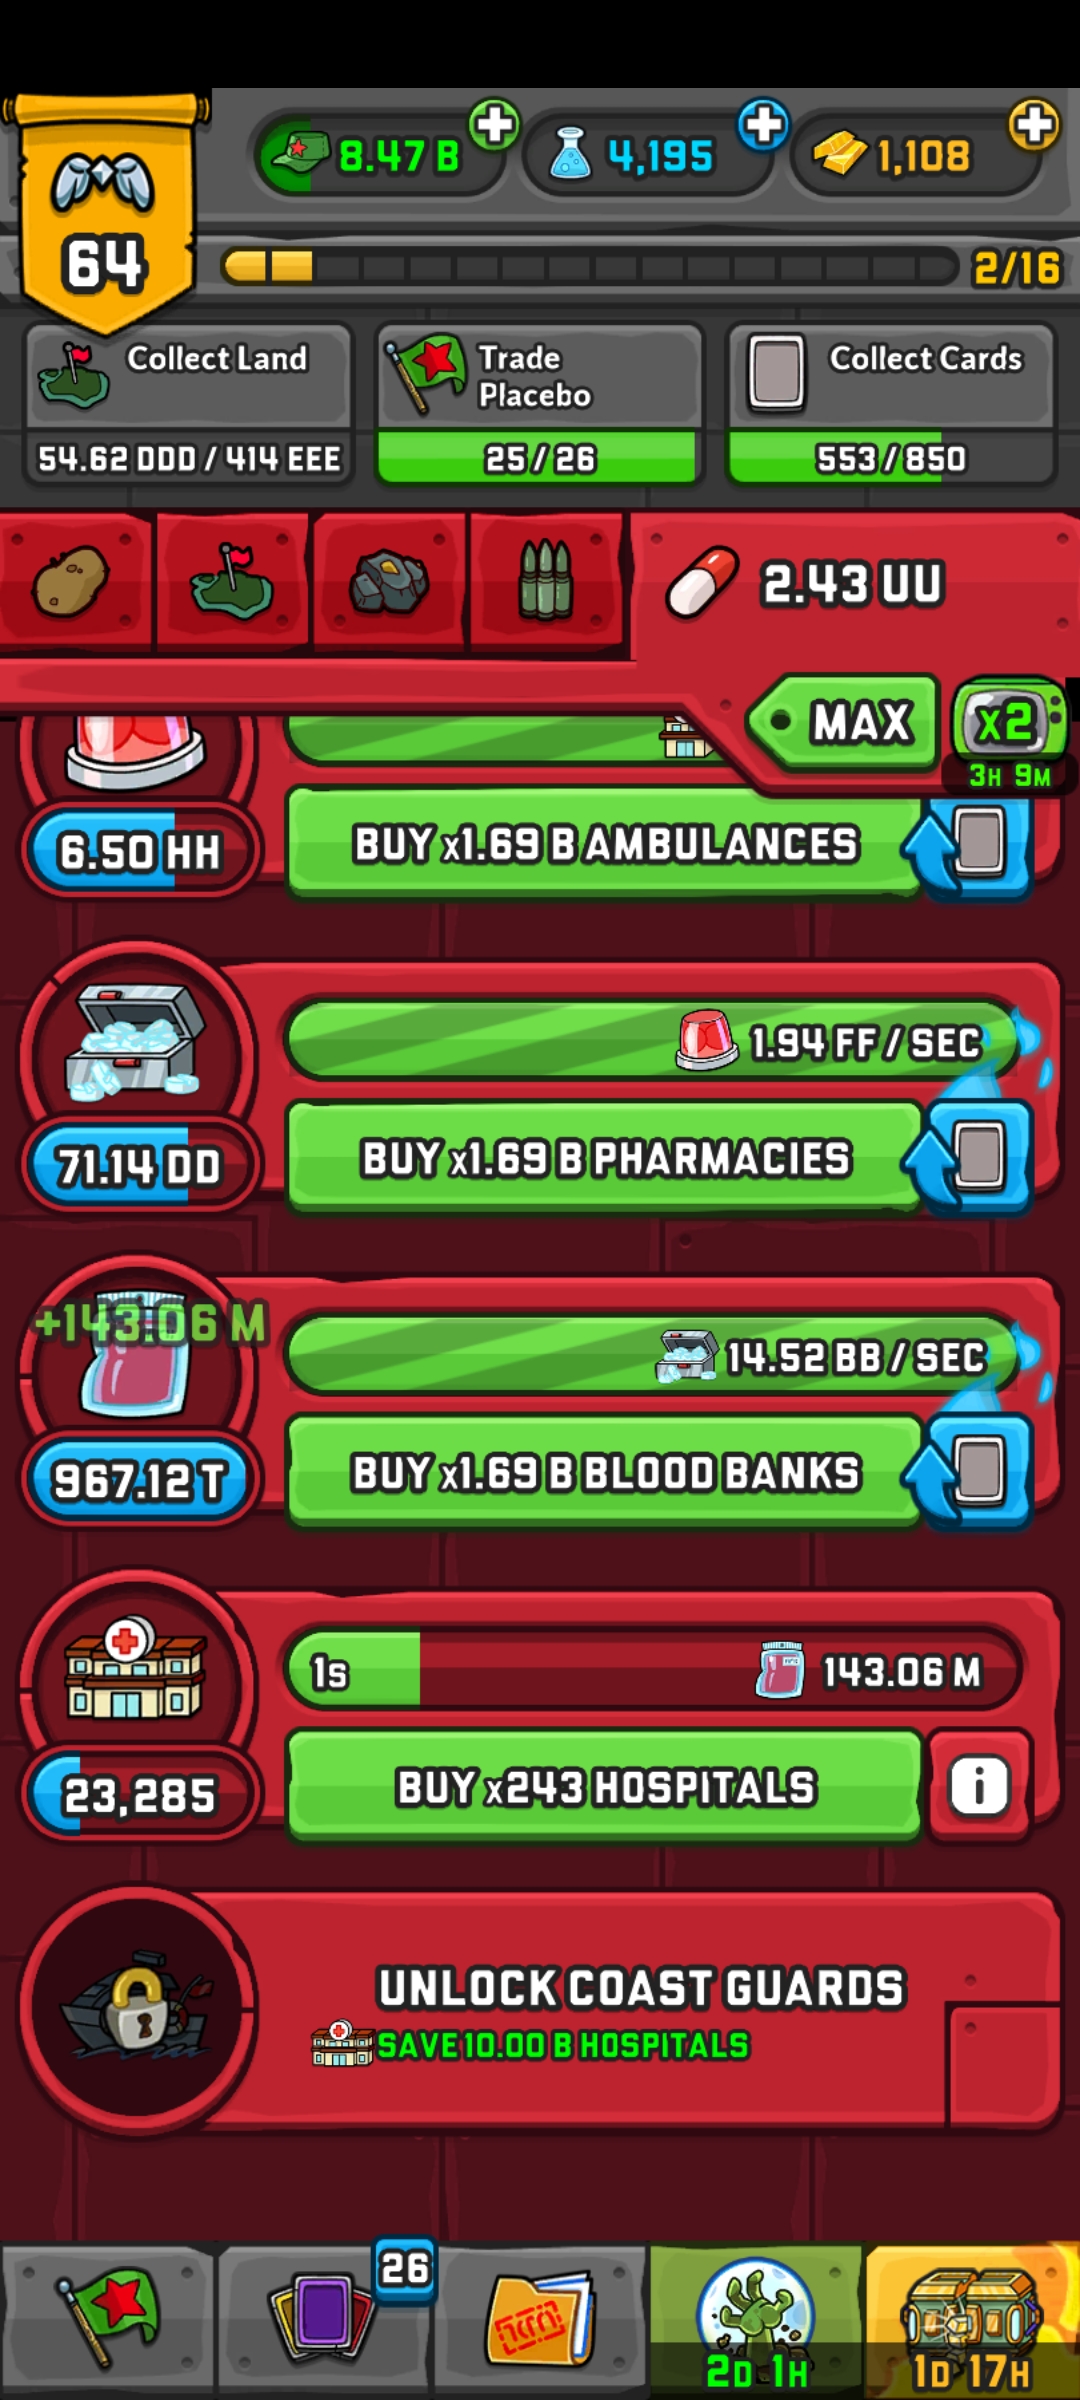 8.47 B
4,195
1,108
64
2/16
Collect Land
54.62 DDD / 414 EEE
Trade
Placebo
25 / 26
Collect Cards
553 / 850
2.43 UU
MAX
x2
3H 9M
6.50 HH
BUY x1.69 B AMBULANCES
1.94 FF / SEC
71.14 DD
BUY x1.69 B PHARMACIES
+143.06 M
14.52 BB / SEC
967.12 T
BUY x1.69 B BLOOD BANKS
1s
143.06 M
23,285
BUY x243 HOSPITALS
i
UNLOCK COAST GUARDS
SAVE 10.00 B HOSPITALS
26
2D 1H
1D 17H